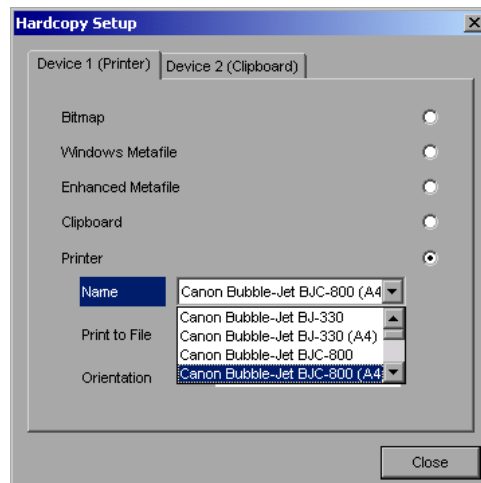 Hardcopy Setup
Device 1 (Printer)
Device 2 (Clipboard)
Bitmap
Windows Metafile
Enhanced Metafile
Clipboard
Printer
Name
Canon Bubble-Jet BJC-800 (A4
Canon Bubble-Jet BJ-330
Print to File
Canon Bubble-Jet BJ-330 (A4)
Canon Bubble-Jet BJC-800
Orientation
Canon Bubble-Jet BJC-800 (A4
Close